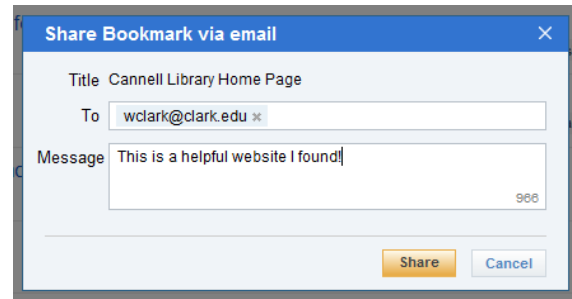 Share Bookmark via email
Title Cannell Library Home Page
To wclark@clark.edu
Message This is a helpful website I found!
966
Share Cancel